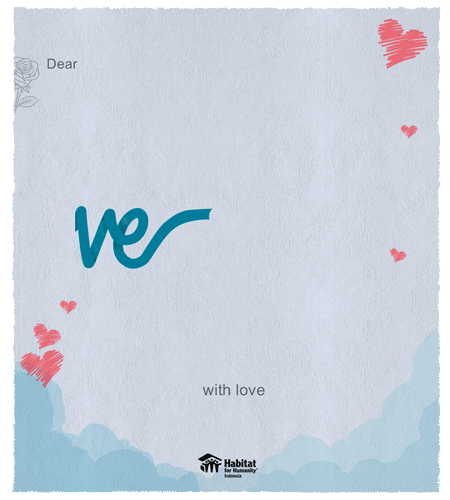 Dear
ve
with love
Habitat
for Humanity®
Indonesia